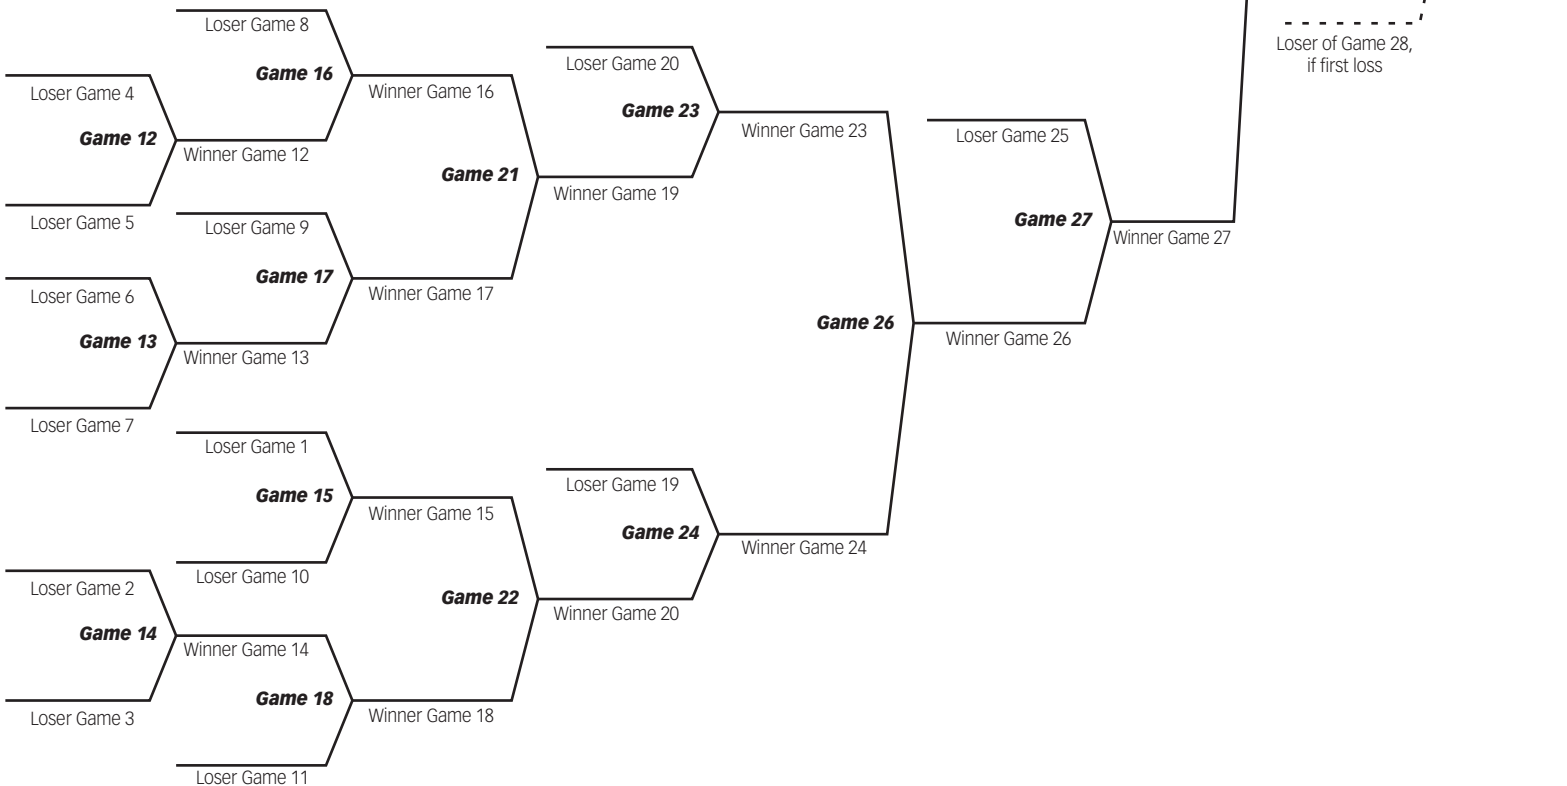 Loser Game 8
Game 16
Loser Game 4
Game 12
Winner Game 12
Loser Game 5
Winner Game 16
Game 21
Loser Game 9
Game 17
Loser Game 6
Game 13
Winner Game 13
Loser Game 7
Winner Game 17
Loser Game 20
Game 23
Winner Game 19
Winner Game 23
Loser Game 1
Game 15
Loser Game 10
Winner Game 15
Game 22
Loser Game 2
Game 14
Winner Game 14
Loser Game 3
Game 18
Loser Game 11
Winner Game 18
Loser Game 19
Game 24
Winner Game 20
Winner Game 24
Game 26
Winner Game 26
Loser Game 25
Game 27
Winner Game 27
Loser of Game 28,
if first loss